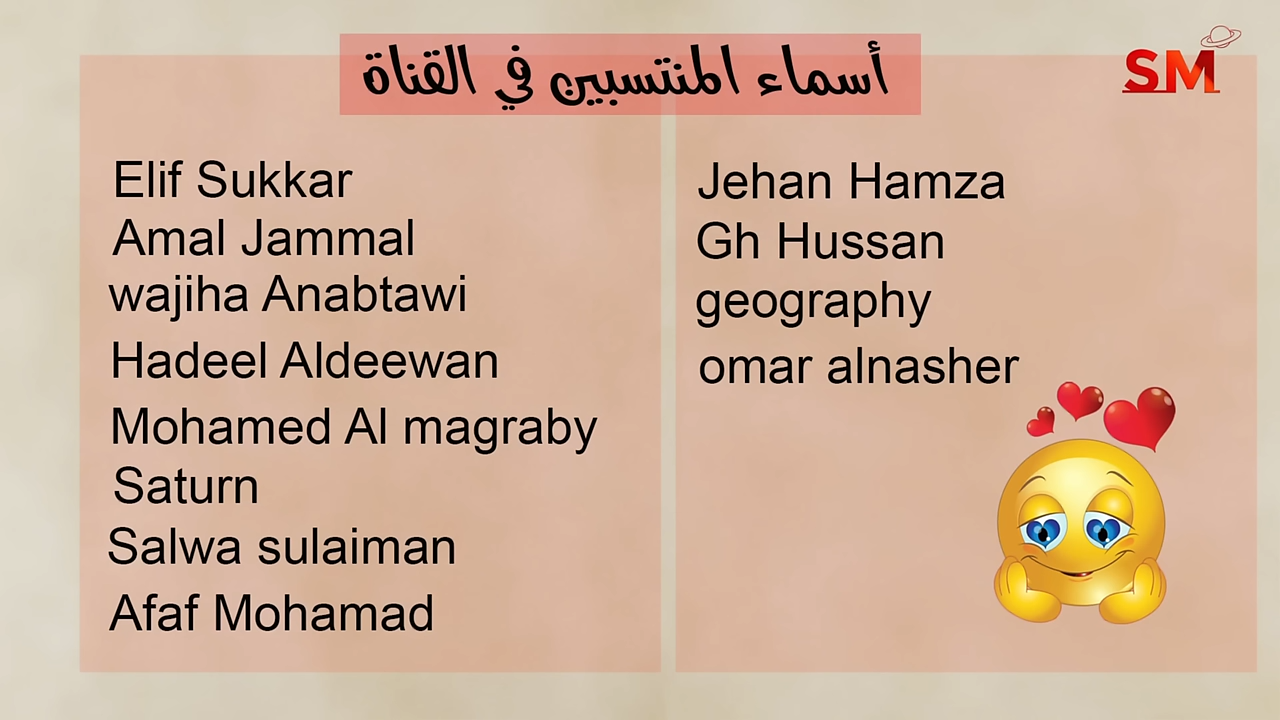 أسماء المنتسبين في القناة
SM
Elif Sukkar
Amal Jammal
wajiha Anabtawi
Hadeel Aldeewan
Mohamed Al magraby
Saturn
Salwa sulaiman
Afaf Mohamad
Jehan Hamza
Gh Hussan
geography
omar alnasher